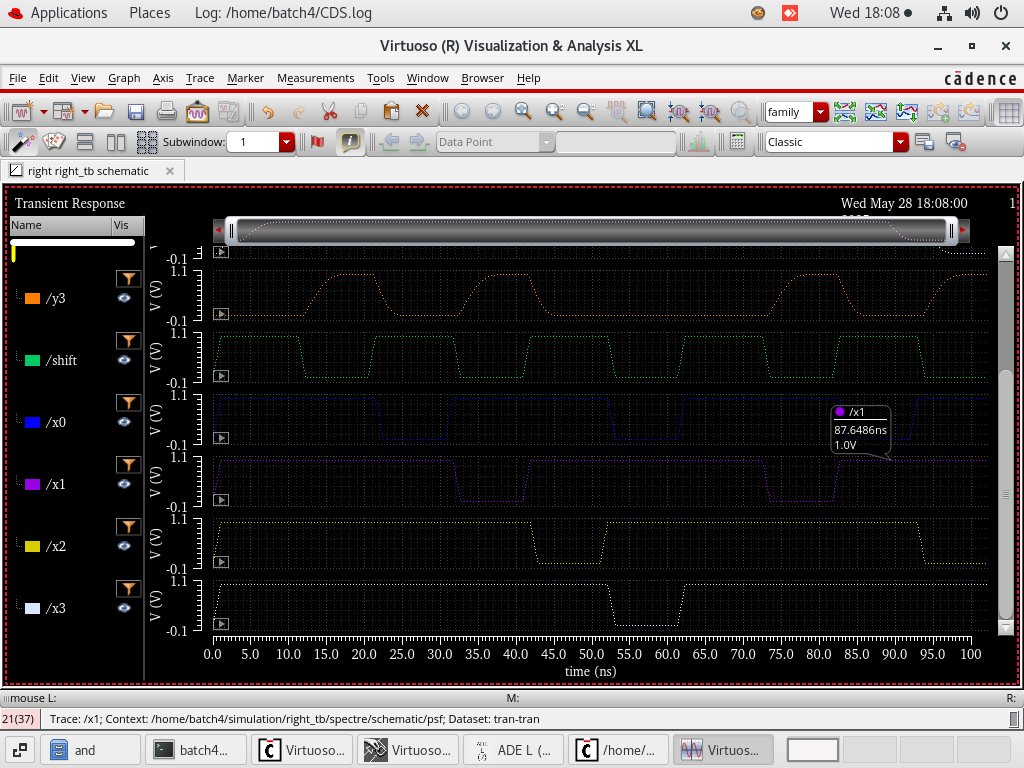 Applications Places Log: /home/batch4/CDS.log Wed 18:08
Virtuoso (R) Visualization & Analysis XL
File Edit View Graph Axis Trace Marker Measurements Tools Window Browser Help cādence
family
Subwindow: 1 Data Point Classic
right right_tb schematic
Transient Response Wed May 28 18:08:00 1
Name Vis
-0.1
/y3 V (V) 1.1 -0.1
/shift V (V) 1.1 -0.1
/x0 V (V) 1.1 -0.1
/x1
87.6486ns
1.0V
/x1 V (V) 1.1 -0.1
/x2 V (V) 1.1 -0.1
/x3 V (V) 1.1 -0.1
0.0 5.0 10.0 15.0 20.0 25.0 30.0 35.0 40.0 45.0 50.0 55.0 60.0 65.0 70.0 75.0 80.0 85.0 90.0 95.0 100
time (ns)
mouse L: M: R:
21(37) Trace: /x1; Context: /home/batch4/simulation/right_tb/spectre/schematic/psf; Dataset: tran-tran
and batch4... Virtuoso... Virtuoso... ADE L (... /home/... Virtuos...